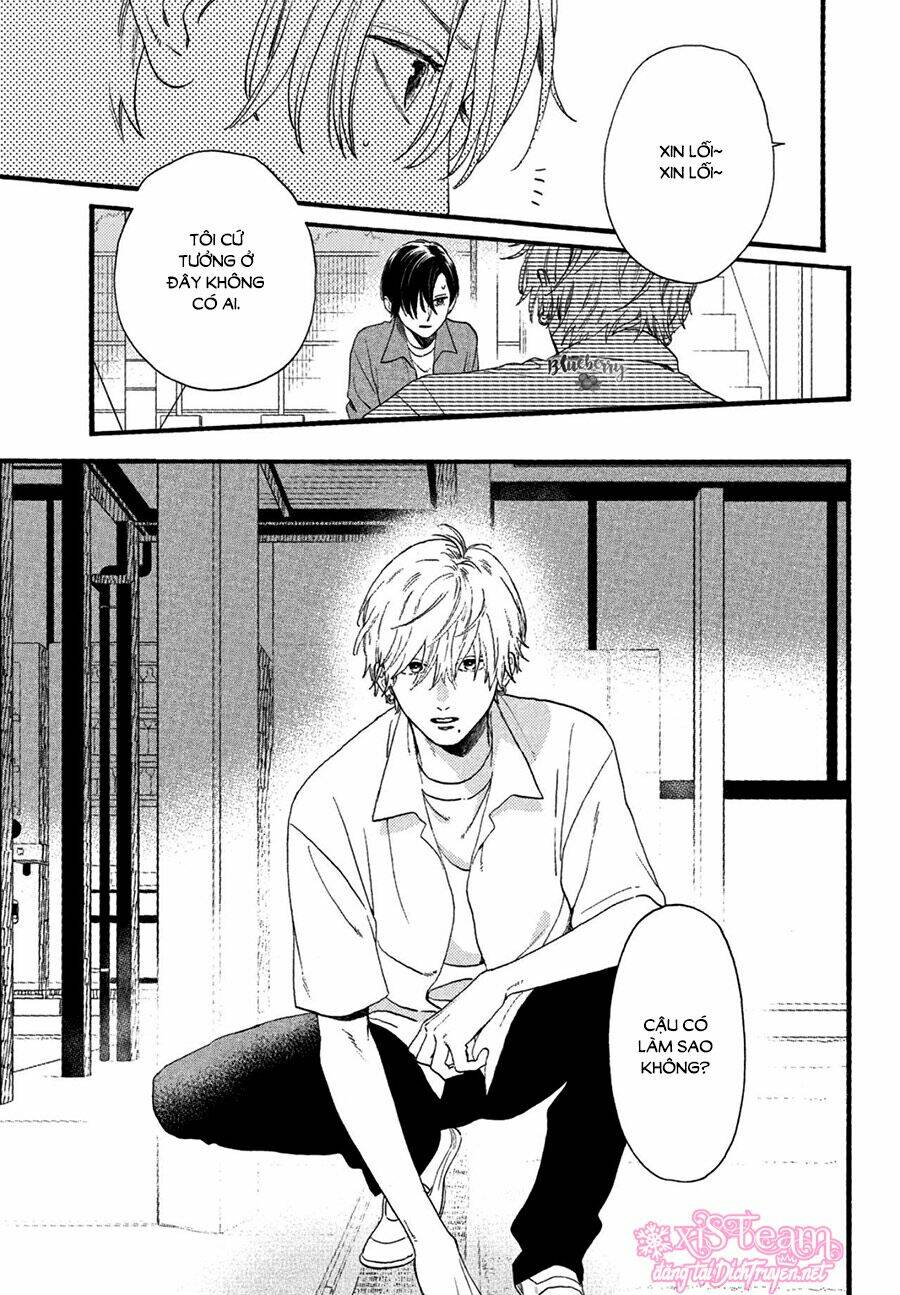 XIN LỖI~
XIN LỖI~
TÔI CỨ
TƯỞNG Ở
ĐÂY KHÔNG
CÓ AI.
Blueberry
CẬU CÓ
LÀM SAO
KHÔNG?
xisTeam
đăng tại DichTruyen.net